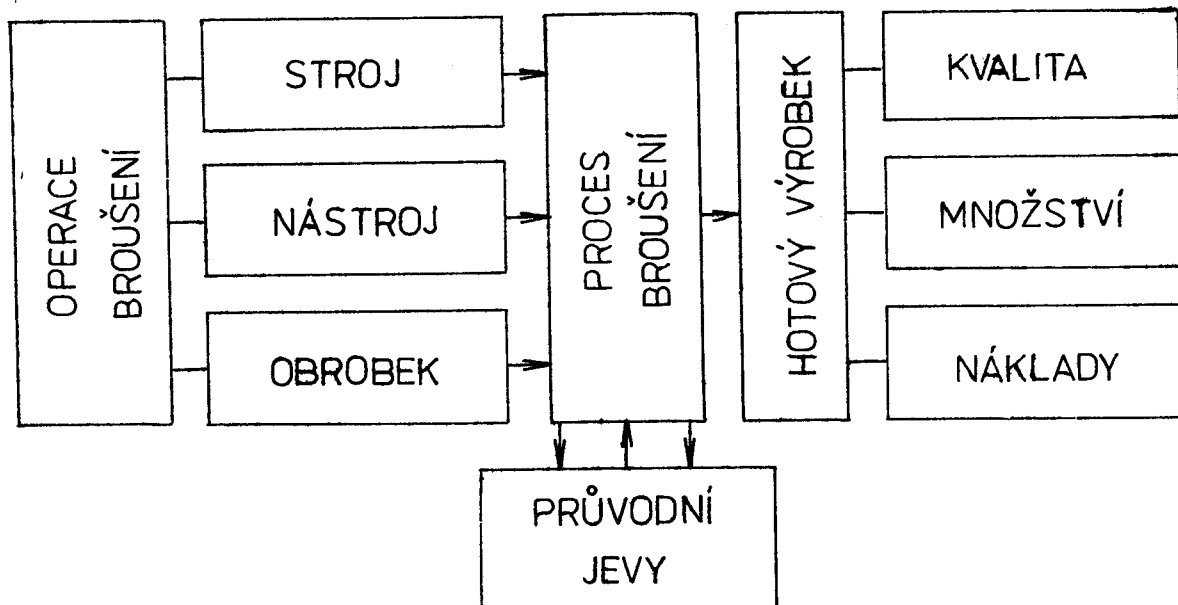 OPERACE
BROUŠENÍ
STROJ
NÁSTROJ
OBROBEK
PROCES
BROUŠENÍ
HOTOVÝ VÝROBEK
KVALITA
MNOŽSTVÍ
NÁKLADY
PRŮVODNÍ
JEVY